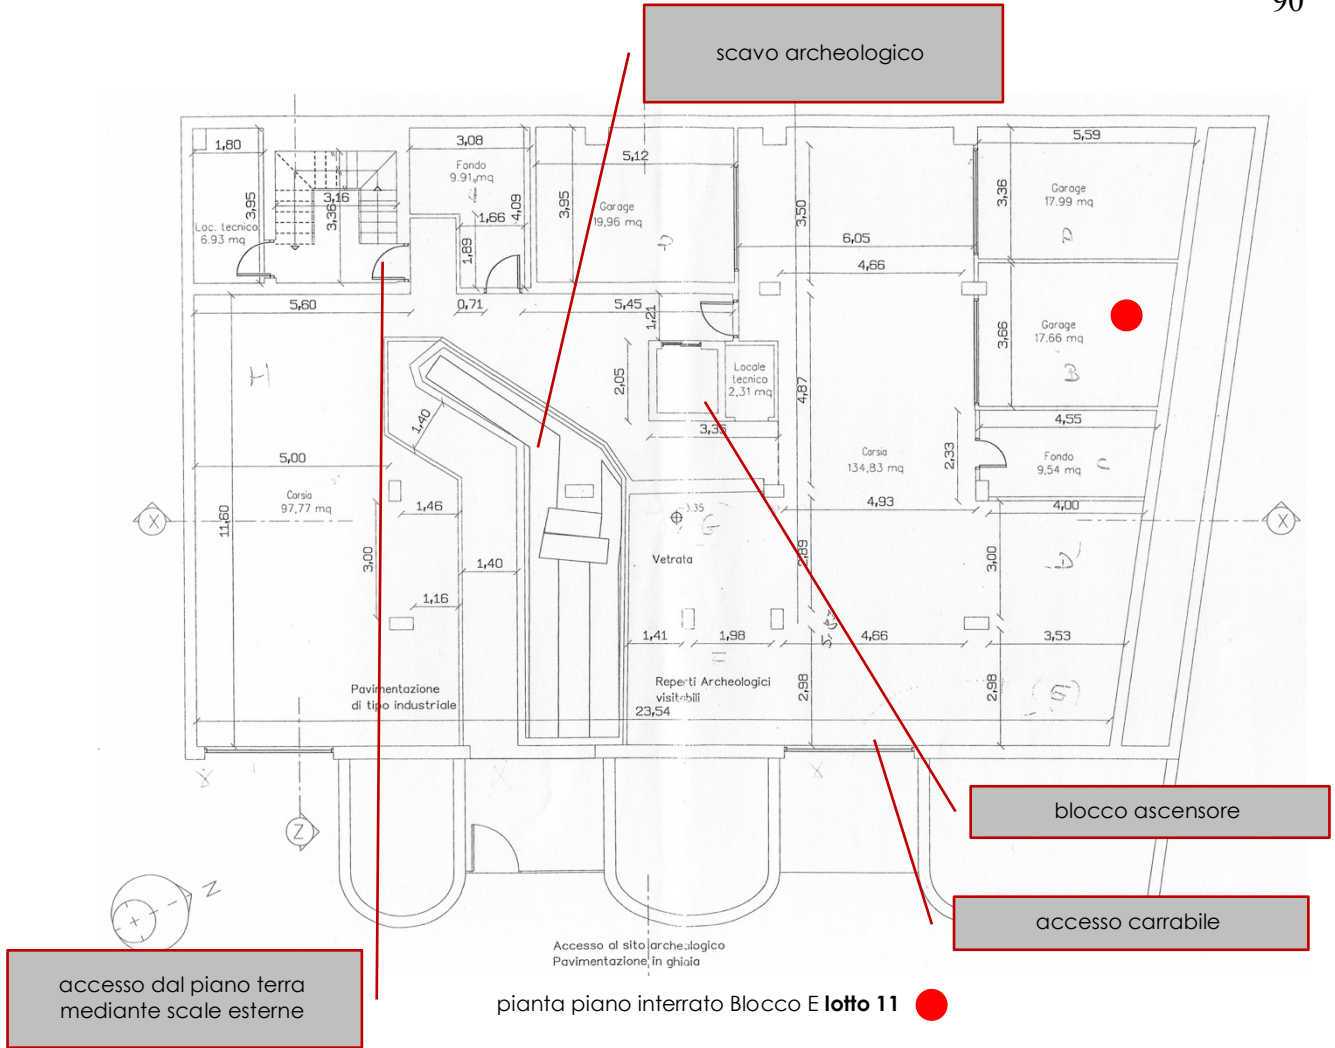 90
scavo archeologico
1,80
3,08
5,12
5,59
Fondo
9.91 mq
3,95
3,16
3,36
4,09
3,95
3,50
3,36
Garage
17.99 mq
1,66
Garage
19,96 mq
Loc. tecnico
6.93 mq
1,89
6,05
4,66
5,60
0,71
5,45
1,21
3,66
Garage
17.66 mq
B
H
2,05
Locale
tecnico
2,31 mq
4,87
1,40
3,35
4,55
2,33
Fondo
9,54 mq
C
5,00
Corsia
134,83 mq
Corsia
97,77 mq
1,46
4,93
4,00
X
X
11,60
3,00
-3.35
Vetrata
2,89
3,00
1,40
1,16
1,41
1,98
4,66
3,53
Pavimentazione
di tipo industriale
Reperti Archeologici
visitabili
2,98
2,98
23,54
Z
N
blocco ascensore
accesso carrabile
Accesso al sito archeologico
Pavimentazione in ghiaia
accesso dal piano terra
mediante scale esterne
pianta piano interrato Blocco E lotto 11